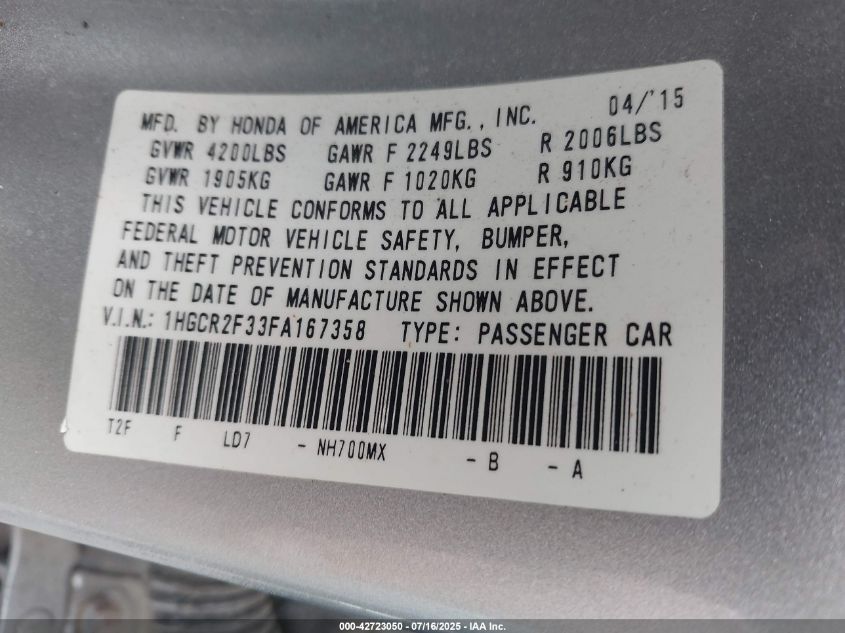 MFD. BY HONDA OF AMERICA MFG., INC. 04/'15
GVWR 4200LBS GAWR F 2249LBS R 2006LBS
GVWR 1905KG GAWR F 1020KG R 910KG
THIS VEHICLE CONFORMS TO ALL APPLICABLE
FEDERAL MOTOR VEHICLE SAFETY, BUMPER,
AND THEFT PREVENTION STANDARDS IN EFFECT
ON THE DATE OF MANUFACTURE SHOWN ABOVE.
V.I.N.: 1HGCR2F33FA167358 TYPE: PASSENGER CAR
T2F F LD7 - NH700MX - B - A
000-42723050 - 07/16/2025 - IAA Inc.